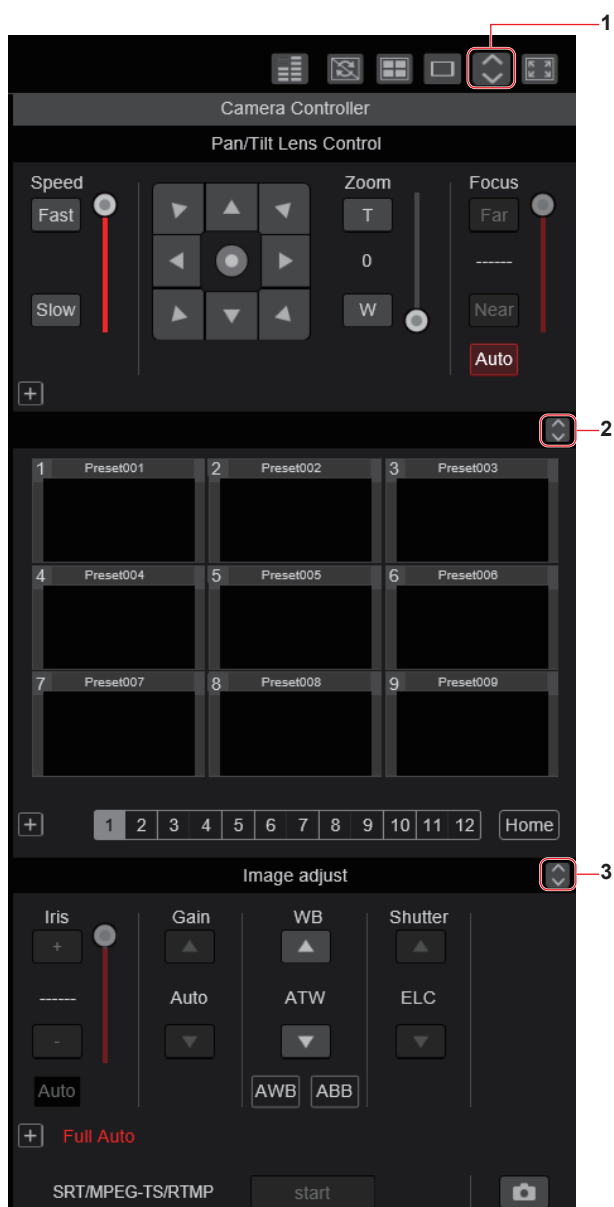 1
Camera Controller
Pan/Tilt Lens Control
Speed Zoom Focus
Fast T Far
0 ------
Slow W Near
Auto
+
2
1 Preset001 2 Preset002 3 Preset003
4 Preset004 5 Preset005 6 Preset006
7 Preset007 8 Preset008 9 Preset009
+ 1 2 3 4 5 6 7 8 9 10 11 12 Home
Image adjust 3
Iris Gain WB Shutter
+
------ Auto ATW ELC
-
Auto AWB ABB
+ Full Auto
SRT/MPEG-TS/RTMP start